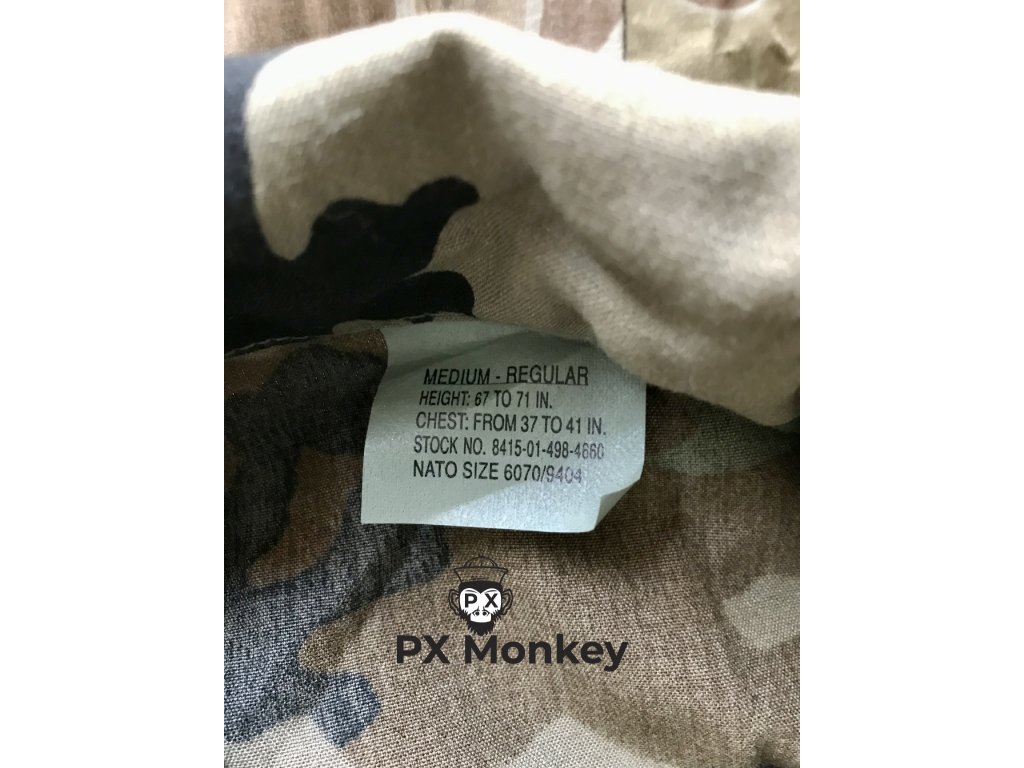 MEDIUM - REGULAR
HEIGHT: 67 TO 71 IN.
CHEST: FROM 37 TO 41 IN.
STOCK NO. 8415-01-498-4660
NATO SIZE 6070/9404
PX
PX Monkey